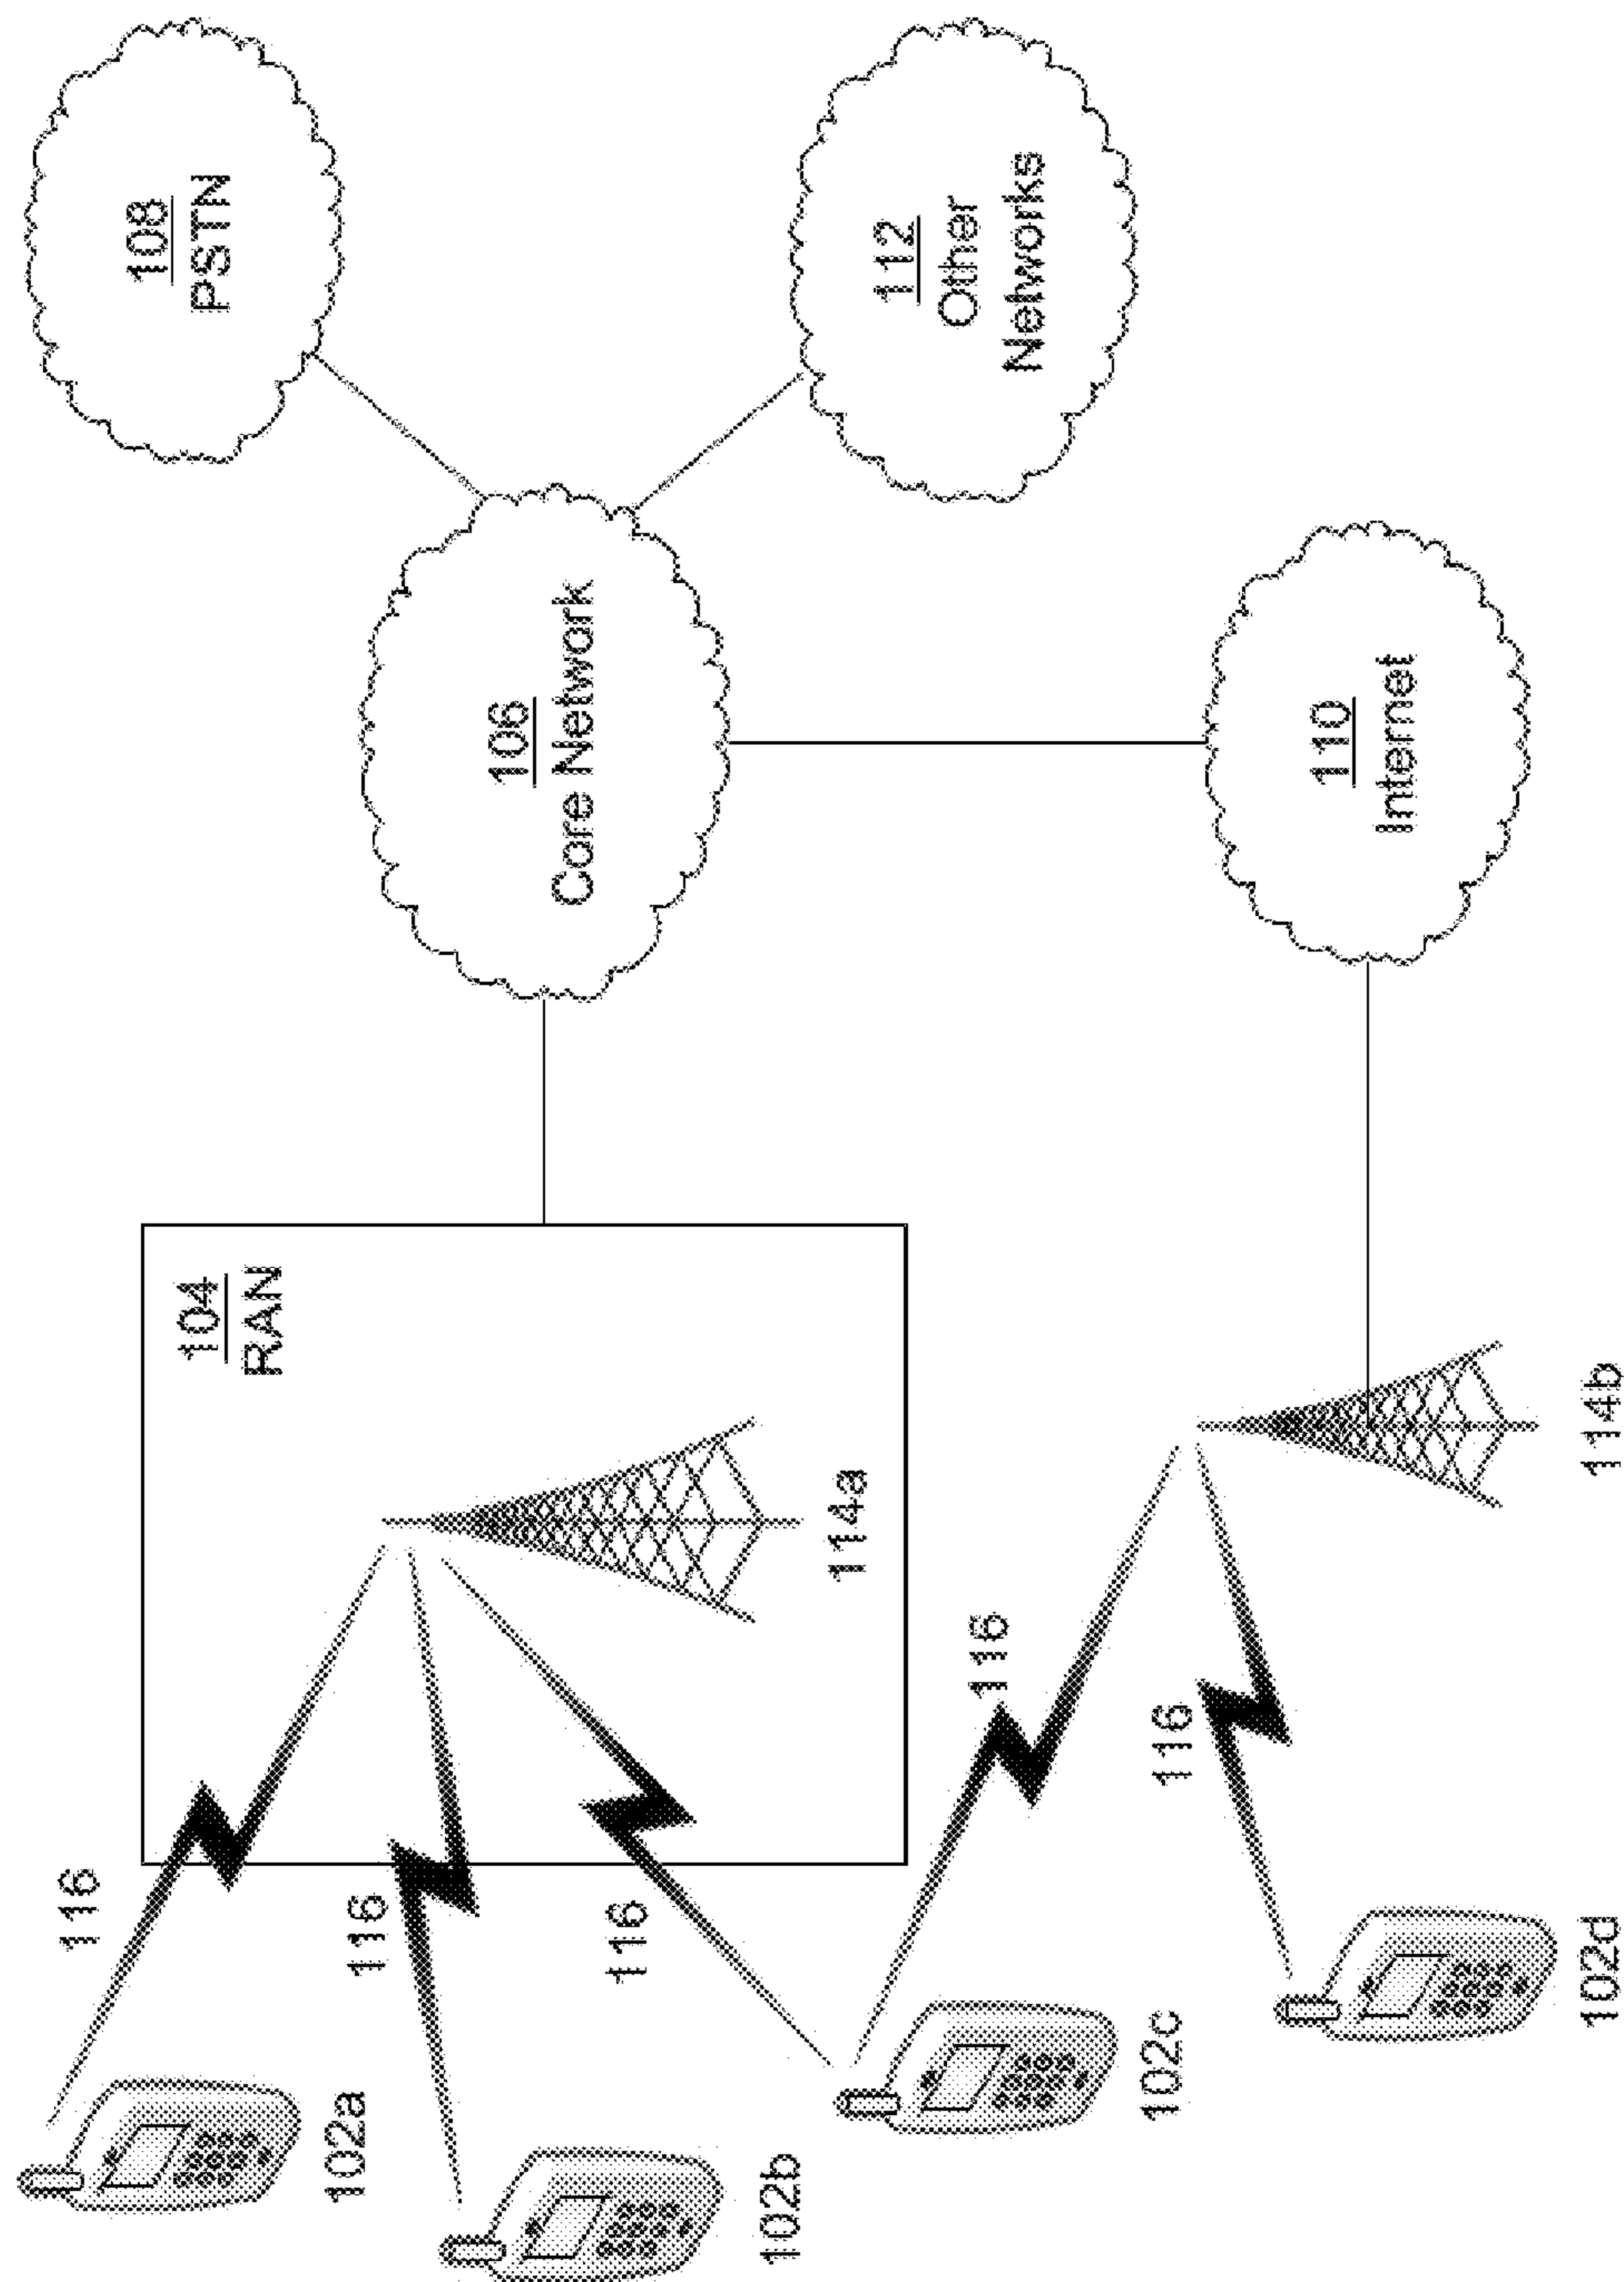 108
PSTN
106
Core Network
112
Other
Networks
104
RAN
110
Internet
114a
114b
116
116
116
116
116
102a
102b
102c
102d